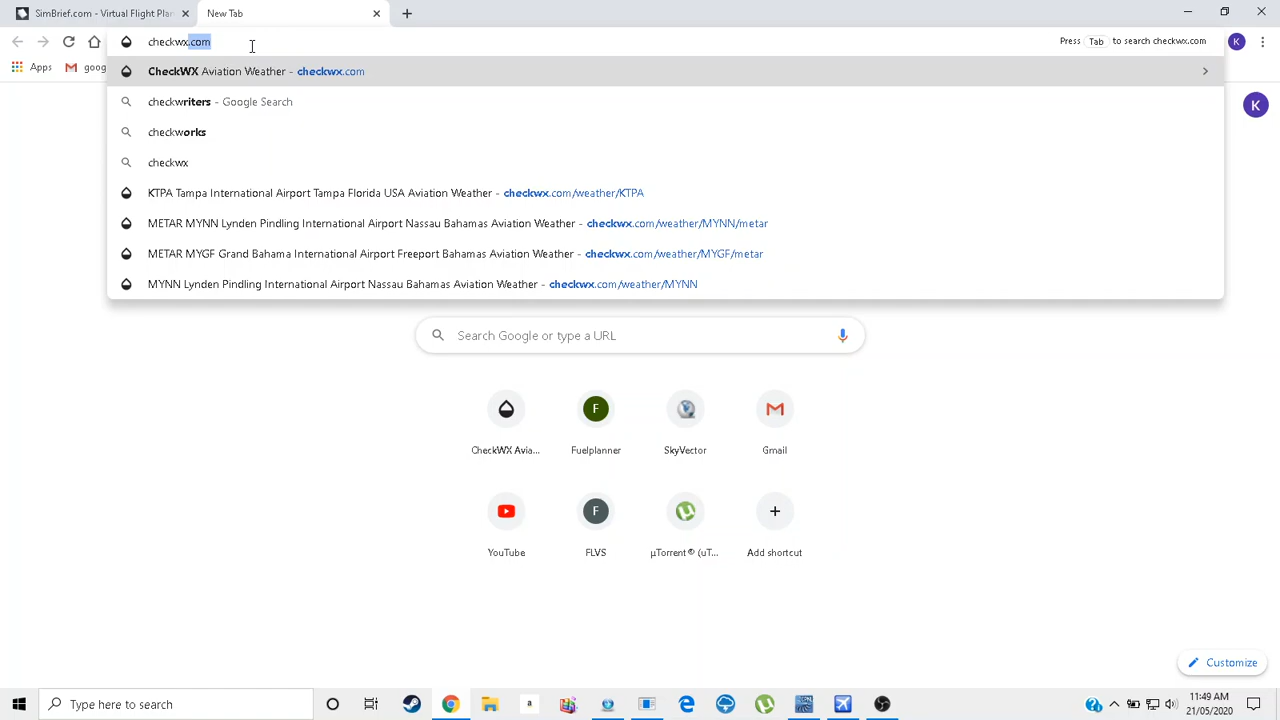 SimBrief.com - Virtual Flight Plan
New Tab
checkwx.com
Press Tab to search checkwx.com
K
Apps
goog
CheckWX Aviation Weather - checkwx.com
checkwriters - Google Search
checkworks
checkwx
KTPA Tampa International Airport Tampa Florida USA Aviation Weather - checkwx.com/weather/KTPA
METAR MYNN Lynden Pindling International Airport Nassau Bahamas Aviation Weather - checkwx.com/weather/MYNN/metar
METAR MYGF Grand Bahama International Airport Freeport Bahamas Aviation Weather - checkwx.com/weather/MYGF/metar
MYNN Lynden Pindling International Airport Nassau Bahamas Aviation Weather - checkwx.com/weather/MYNN
K
Search Google or type a URL
F
CheckWX Avia... Fuelplanner SkyVector Gmail
F
YouTube FLVS µTorrent ® (uT... Add shortcut
Customize
Type here to search
a
11:49 AM
21/05/2020